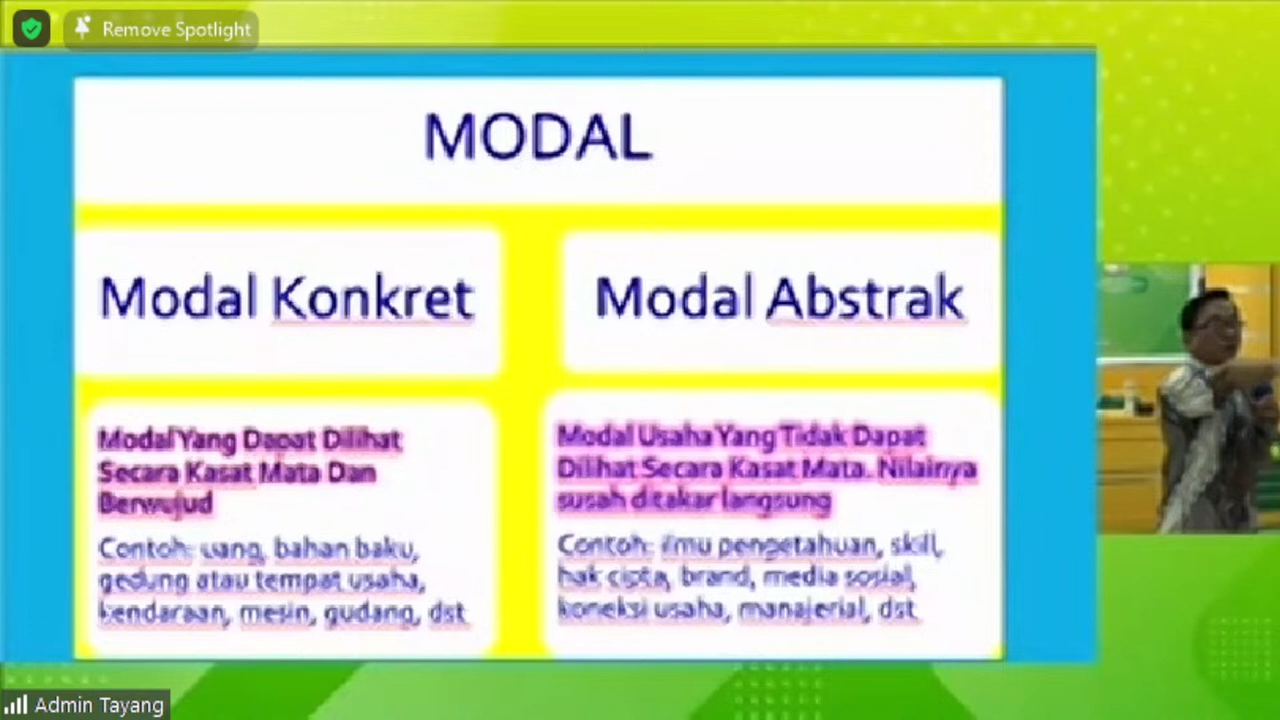 Remove Spotlight
MODAL
Modal Konkret
Modal Abstrak
Modal Yang Dapat Dilihat
Secara Kasat Mata Dan
Berwujud
Contoh: uang, bahan baku,
gedung atau tempat usaha,
kendaraan, mesin, gudang, dst
Modal Usaha Yang Tidak Dapat
Dilihat Secara Kasat Mata. Nilainya
susah ditakar langsung
Contoh: ilmu pengetahuan, skill,
hak cipta, brand, media sosial,
koneksi usaha, manajerial, dst
Admin Tayang